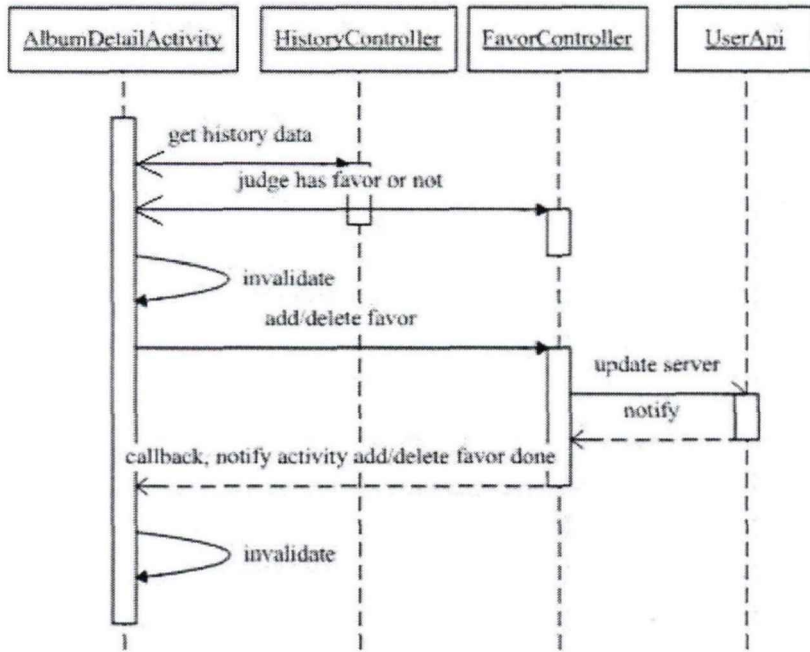 AlbumDetailActivity
HistoryController
FavorController
UserApi
get history data
judge has favor or not
invalidate
add/delete favor
update server
notify
callback, notify activity add/delete favor done
invalidate